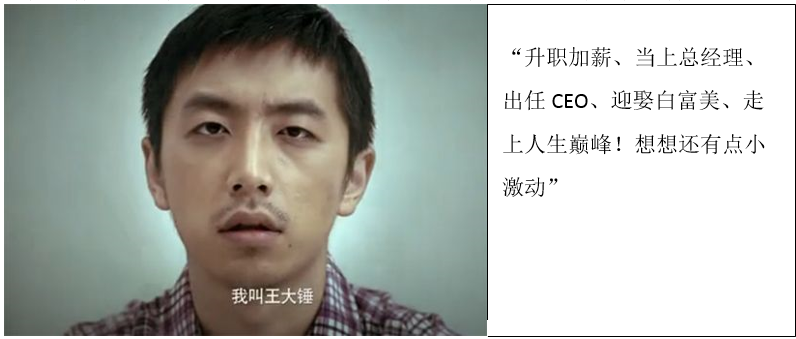 我叫王大锤
“升职加薪、当上总经理、
出任 CEO、迎娶白富美、走
上人生巅峰！想想还有点小
激动”